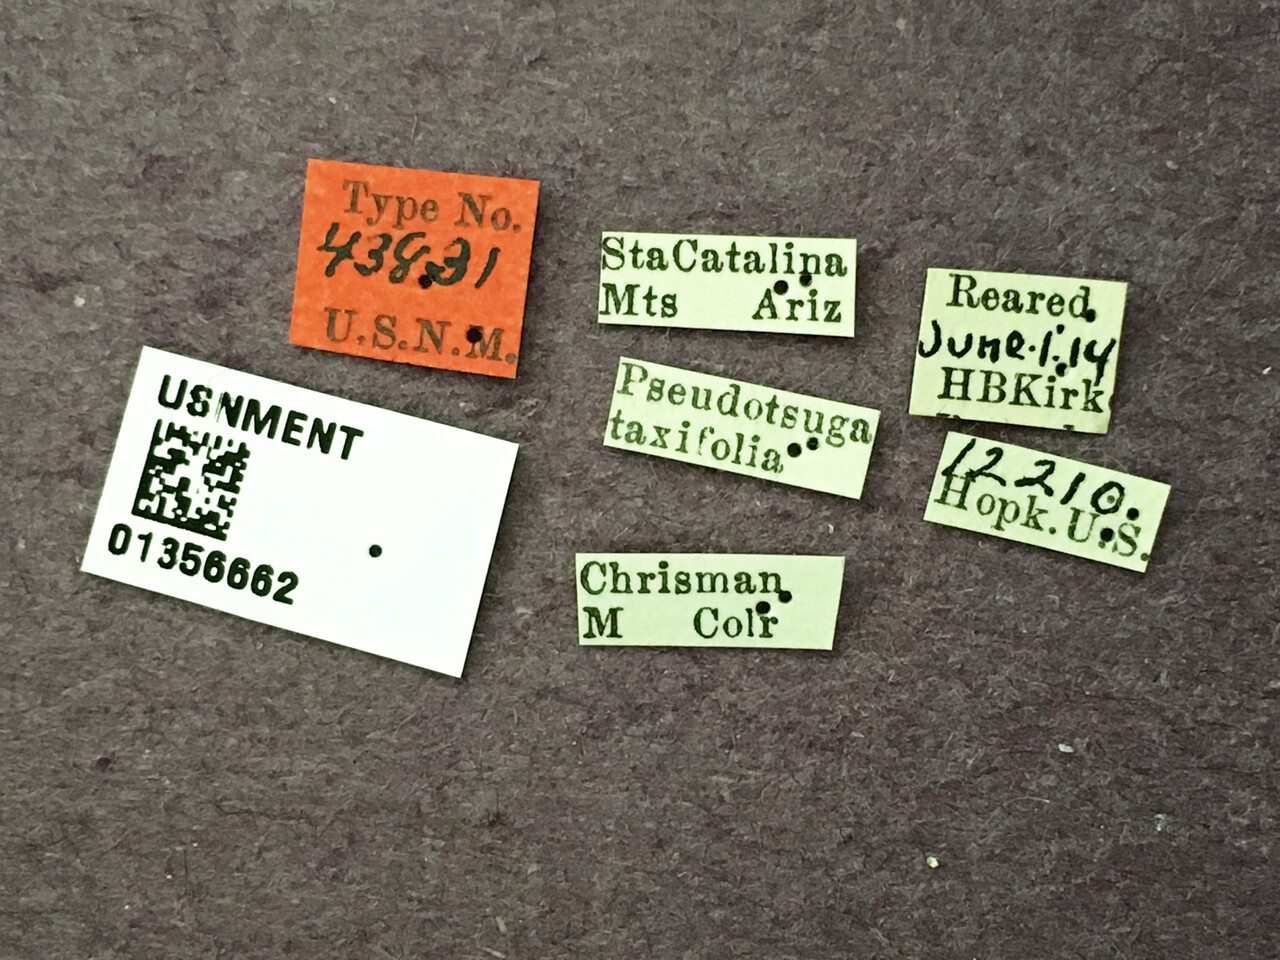 Type No.
43831
U.S.N.M.
USNMENT
01356662
StaCatalina
Mts Ariz
Pseudotsuga
taxifolia
Chrisman
M Colr
Reared
June.1.14
HBKirk
12210.
Hopk. U.S.